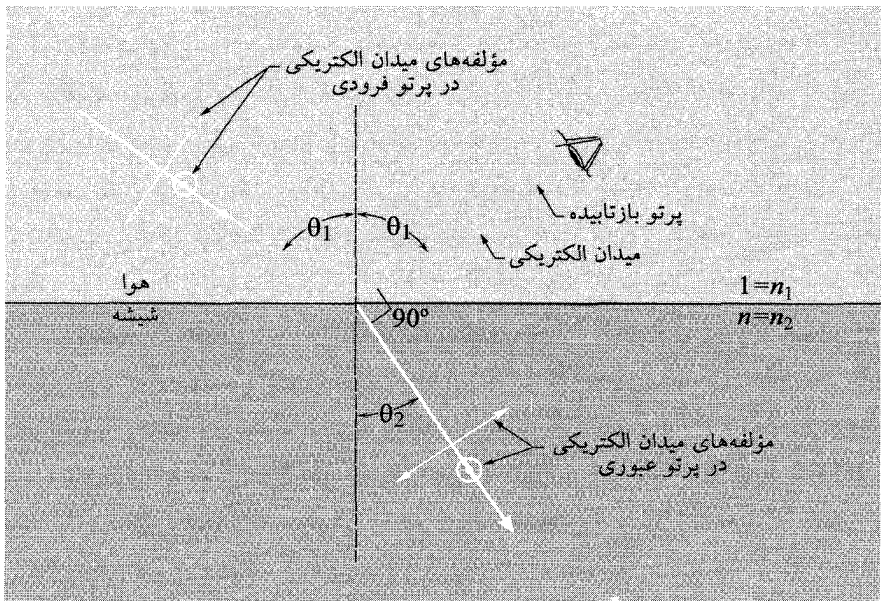 مؤلفه‌های میدان الکتریکی
در پرتو فرودی
پرتو بازتابیده
θ1
θ1
میدان الکتریکی
هوا
1=n1
شیشه
90°
n=n2
θ2
مؤلفه‌های میدان الکتریکی
در پرتو عبوری